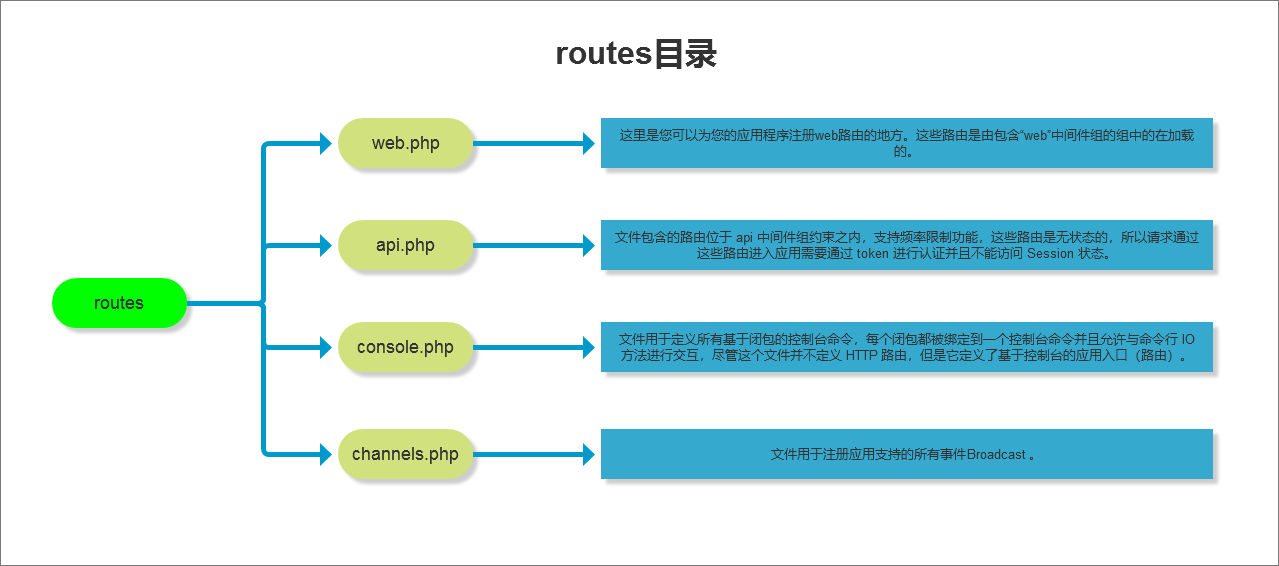 routes目录
web.php
这里是您可以为您的应用程序注册web路由的地方。这些路由是由包含“web”中间件组的组中的在加载
的。
api.php
文件包含的路由位于 api 中间件组约束之内，支持频率限制功能，这些路由是无状态的，所以请求通过
这些路由进入应用需要通过 token 进行认证并且不能访问 Session 状态。
routes
console.php
文件用于定义所有基于闭包的控制台命令，每个闭包都被绑定到一个控制台命令并且允许与命令行 IO
方法进行交互，尽管这个文件并不定义 HTTP 路由，但是它定义了基于控制台的应用入口（路由）。
channels.php
文件用于注册应用支持的所有事件Broadcast 。